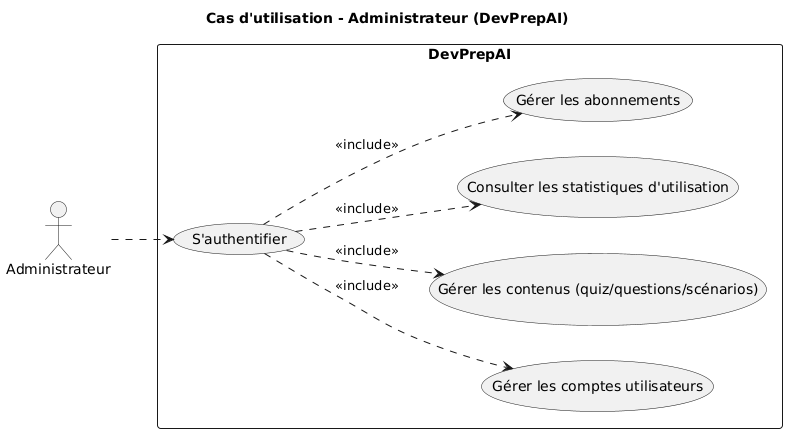 Cas d'utilisation - Administrateur (DevPrepAI)
DevPrepAI
Gérer les abonnements
«include»
Consulter les statistiques d'utilisation
«include»
S'authentifier
«include»
Administrateur
«include»
Gérer les contenus (quiz/questions/scénarios)
Gérer les comptes utilisateurs